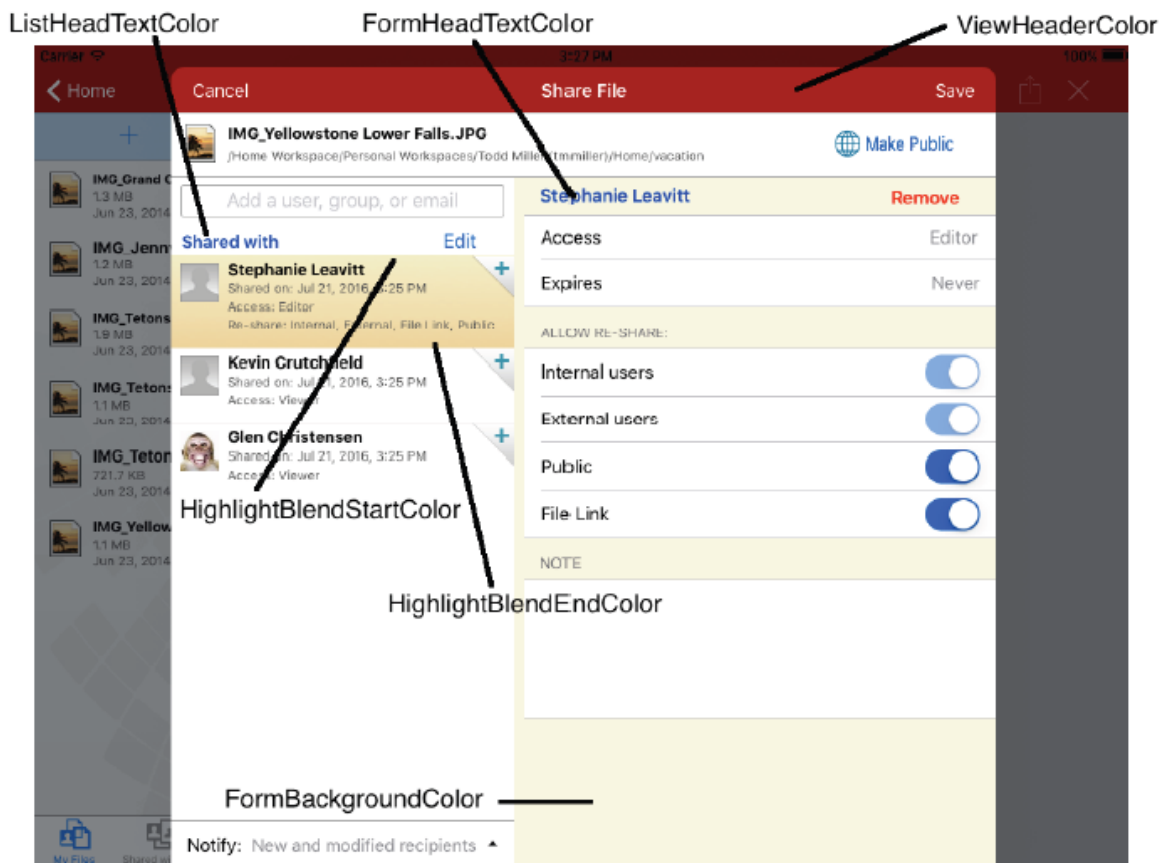 ListHeadTextColor
FormHeadTextColor
ViewHeaderColor
Carrier
3:27 PM
100%
Home
Cancel
Share File
Save
IMG_Yellowstone Lower Falls.JPG
/Home Workspace/Personal Workspaces/Todd Miller (tmmiller)/Home/vacation
Make Public
Add a user, group, or email
Shared with
Edit
Stephanie Leavitt
Shared on: Jul 21, 2016, 3:25 PM
Access: Editor
Re-share: Internal, External, File Link, Public
Kevin Crutchfield
Shared on: Jul 21, 2016, 3:25 PM
Access: Viewer
Glen Christensen
Shared on: Jul 21, 2016, 3:25 PM
Access: Viewer
HighlightBlendStartColor
HighlightBlendEndColor
FormBackgroundColor
Notify: New and modified recipients
Stephanie Leavitt
Remove
Access
Editor
Expires
Never
ALLOW RE-SHARE:
Internal users
External users
Public
File Link
NOTE
IMG_Grand C
1.3 MB
Jun 23, 2014
IMG_Jenn
1.2 MB
Jun 23, 2014
IMG_Tetons
1.9 MB
Jun 23, 2014
IMG_Tetons
1.1 MB
Jun 23, 2014
IMG_Teton
721.7 KB
Jun 23, 2014
IMG_Yellow
1.1 MB
Jun 23, 2014
My Files
Shared wi